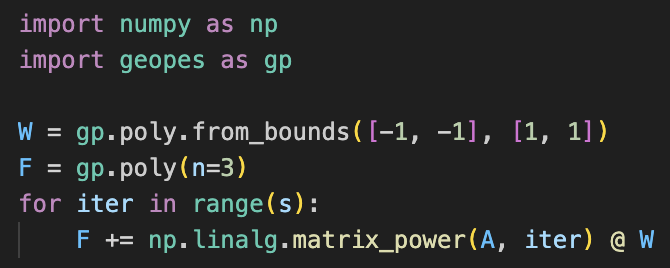 import numpy as np
import geopes as gp
W = gp.poly.from_bounds([-1, -1], [1, 1])
F = gp.poly(n=3)
for iter in range(s):
    F += np.linalg.matrix_power(A, iter) @ W